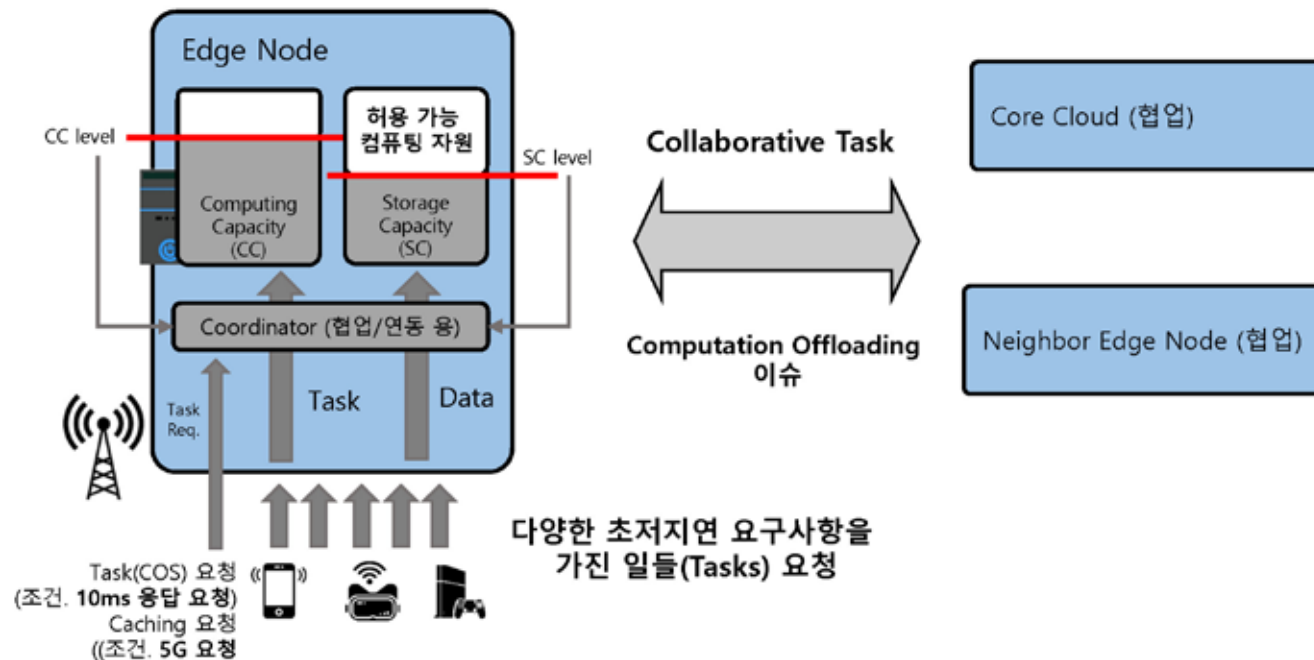 Edge Node
CC level
허용 가능
컴퓨팅 자원
SC level
Computing
Capacity
(CC)
Storage
Capacity
(SC)
Coordinator (협업/연동 용)
Task
Req.
Task
Data
Collaborative Task
Computation Offloading
이슈
Core Cloud (협업)
Neighbor Edge Node (협업)
다양한 초저지연 요구사항을
가진 일들(Tasks) 요청
Task(COS) 요청
(조건. 10ms 응답 요청)
Caching 요청
((조건. 5G 요청